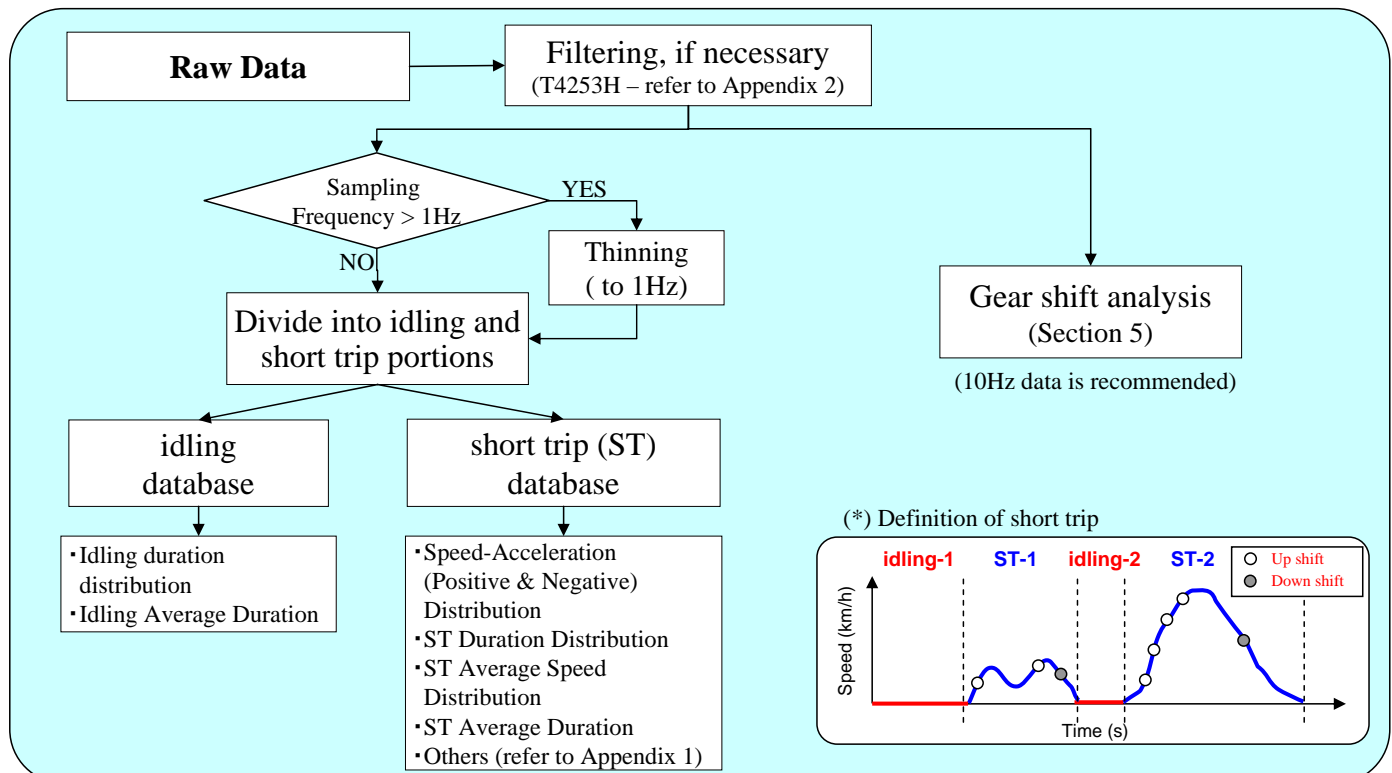 Raw Data
Filtering, if necessary
(T4253H – refer to Appendix 2)
Sampling
Frequency > 1Hz
YES
NO
Thinning
( to 1Hz)
Divide into idling and
short trip portions
Gear shift analysis
(Section 5)
(10Hz data is recommended)
idling
database
short trip (ST)
database
・Idling duration
distribution
・Idling Average Duration
・Speed-Acceleration
(Positive & Negative)
Distribution
・ST Duration Distribution
・ST Average Speed
Distribution
・ST Average Duration
・Others (refer to Appendix 1)
(*) Definition of short trip
idling-1 ST-1 idling-2 ST-2
Up shift
Down shift
Speed (km/h)
Time (s)